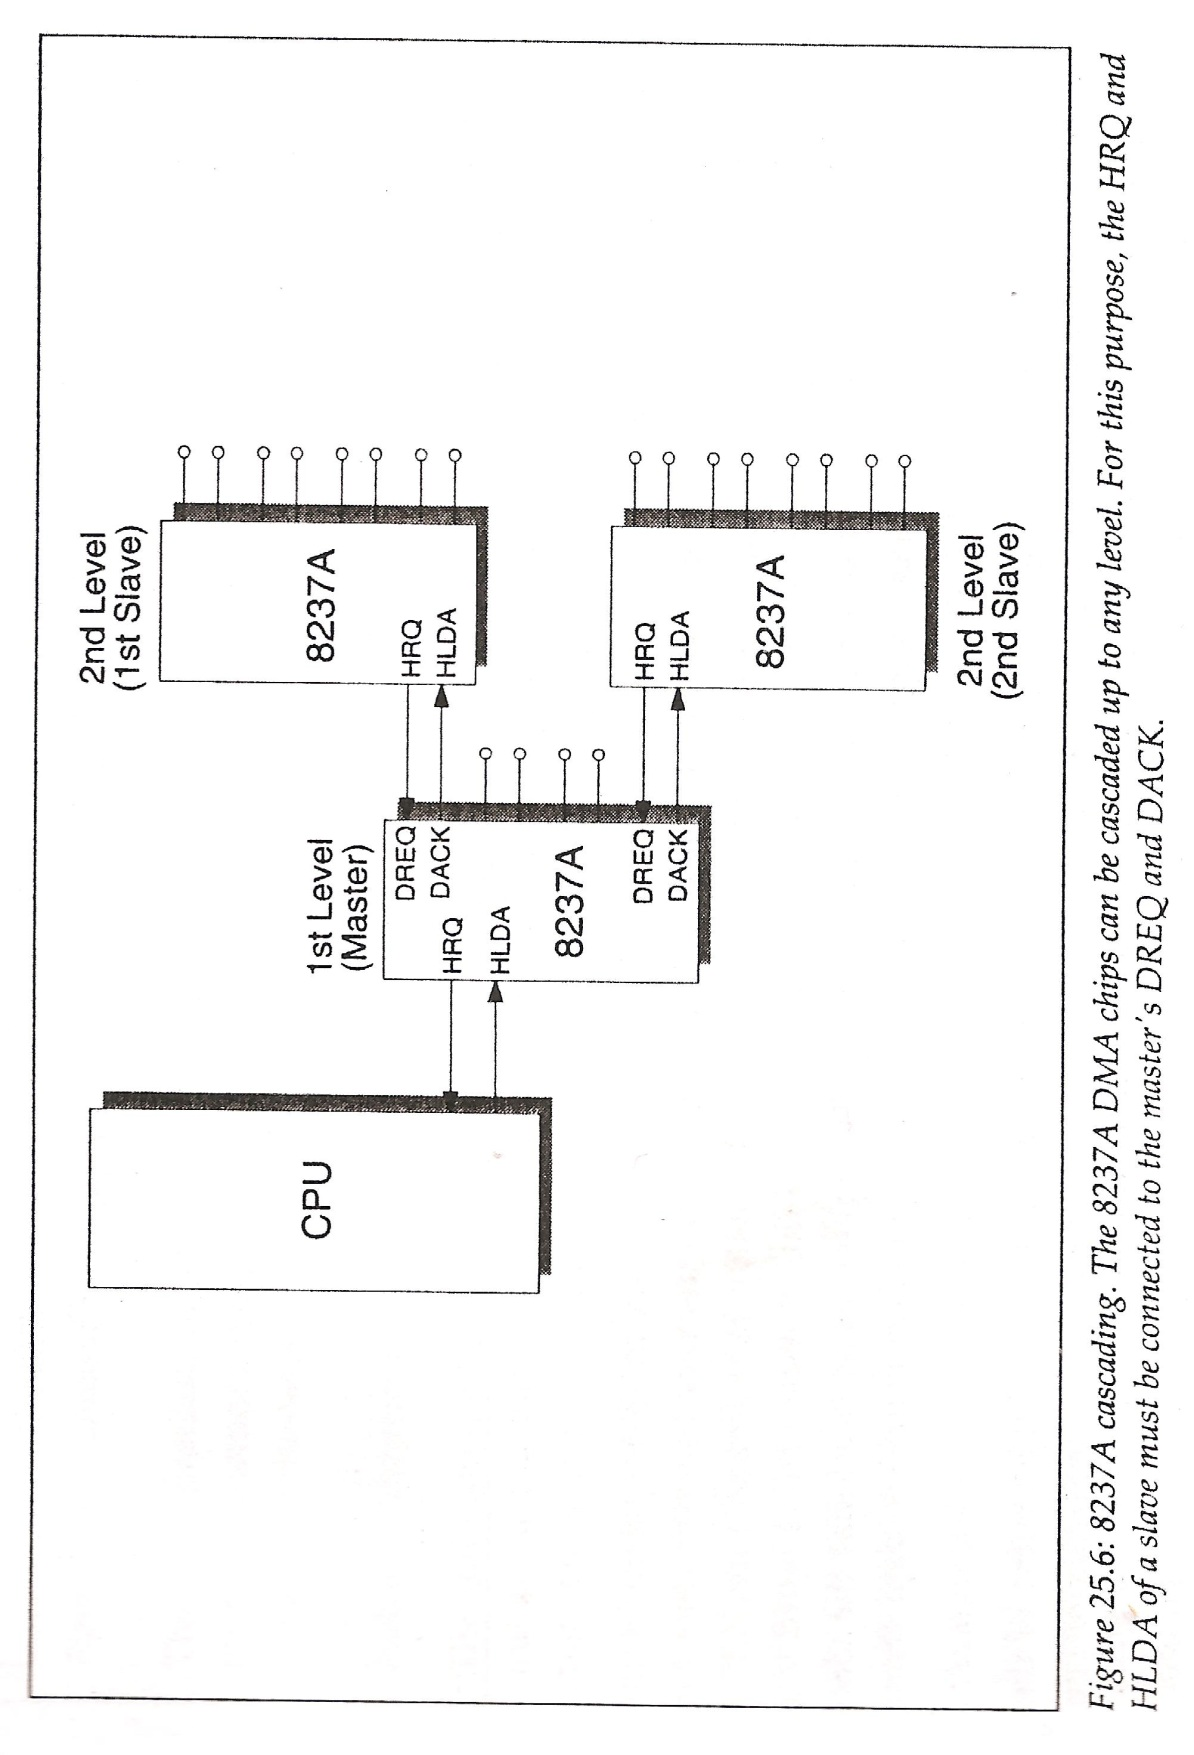 2nd Level
(1st Slave)
8237A
HRQ
HLDA
1st Level
(Master)
DREQ
DACK
HRQ
HLDA
8237A
DREQ
DACK
CPU
HRQ
HLDA
8237A
2nd Level
(2nd Slave)
Figure 25.6: 8237A cascading. The 8237A DMA chips can be cascaded up to any level. For this purpose, the HRQ and
HLDA of a slave must be connected to the master's DREQ and DACK.